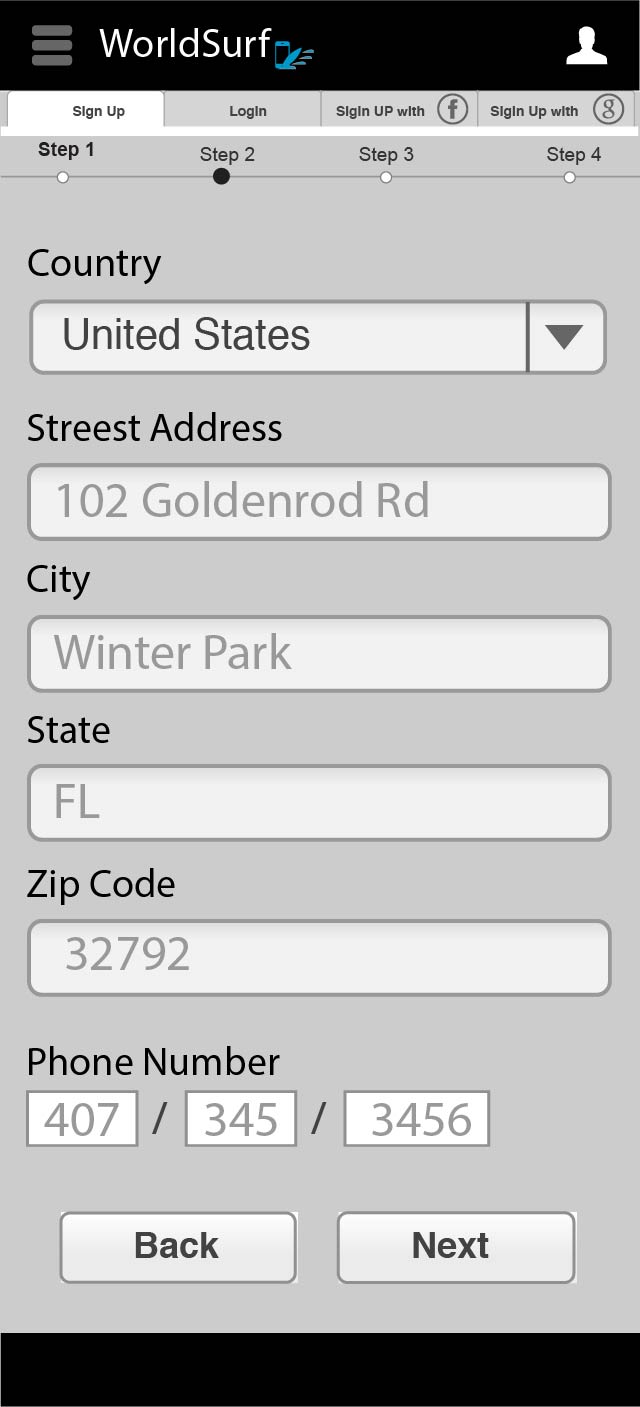 WorldSurf
Sign Up Login Sigin UP with f Sigin Up with g
Step 1 Step 2 Step 3 Step 4
Country
United States
Streest Address
102 Goldenrod Rd
City
Winter Park
State
FL
Zip Code
32792
Phone Number
407 / 345 / 3456
Back Next